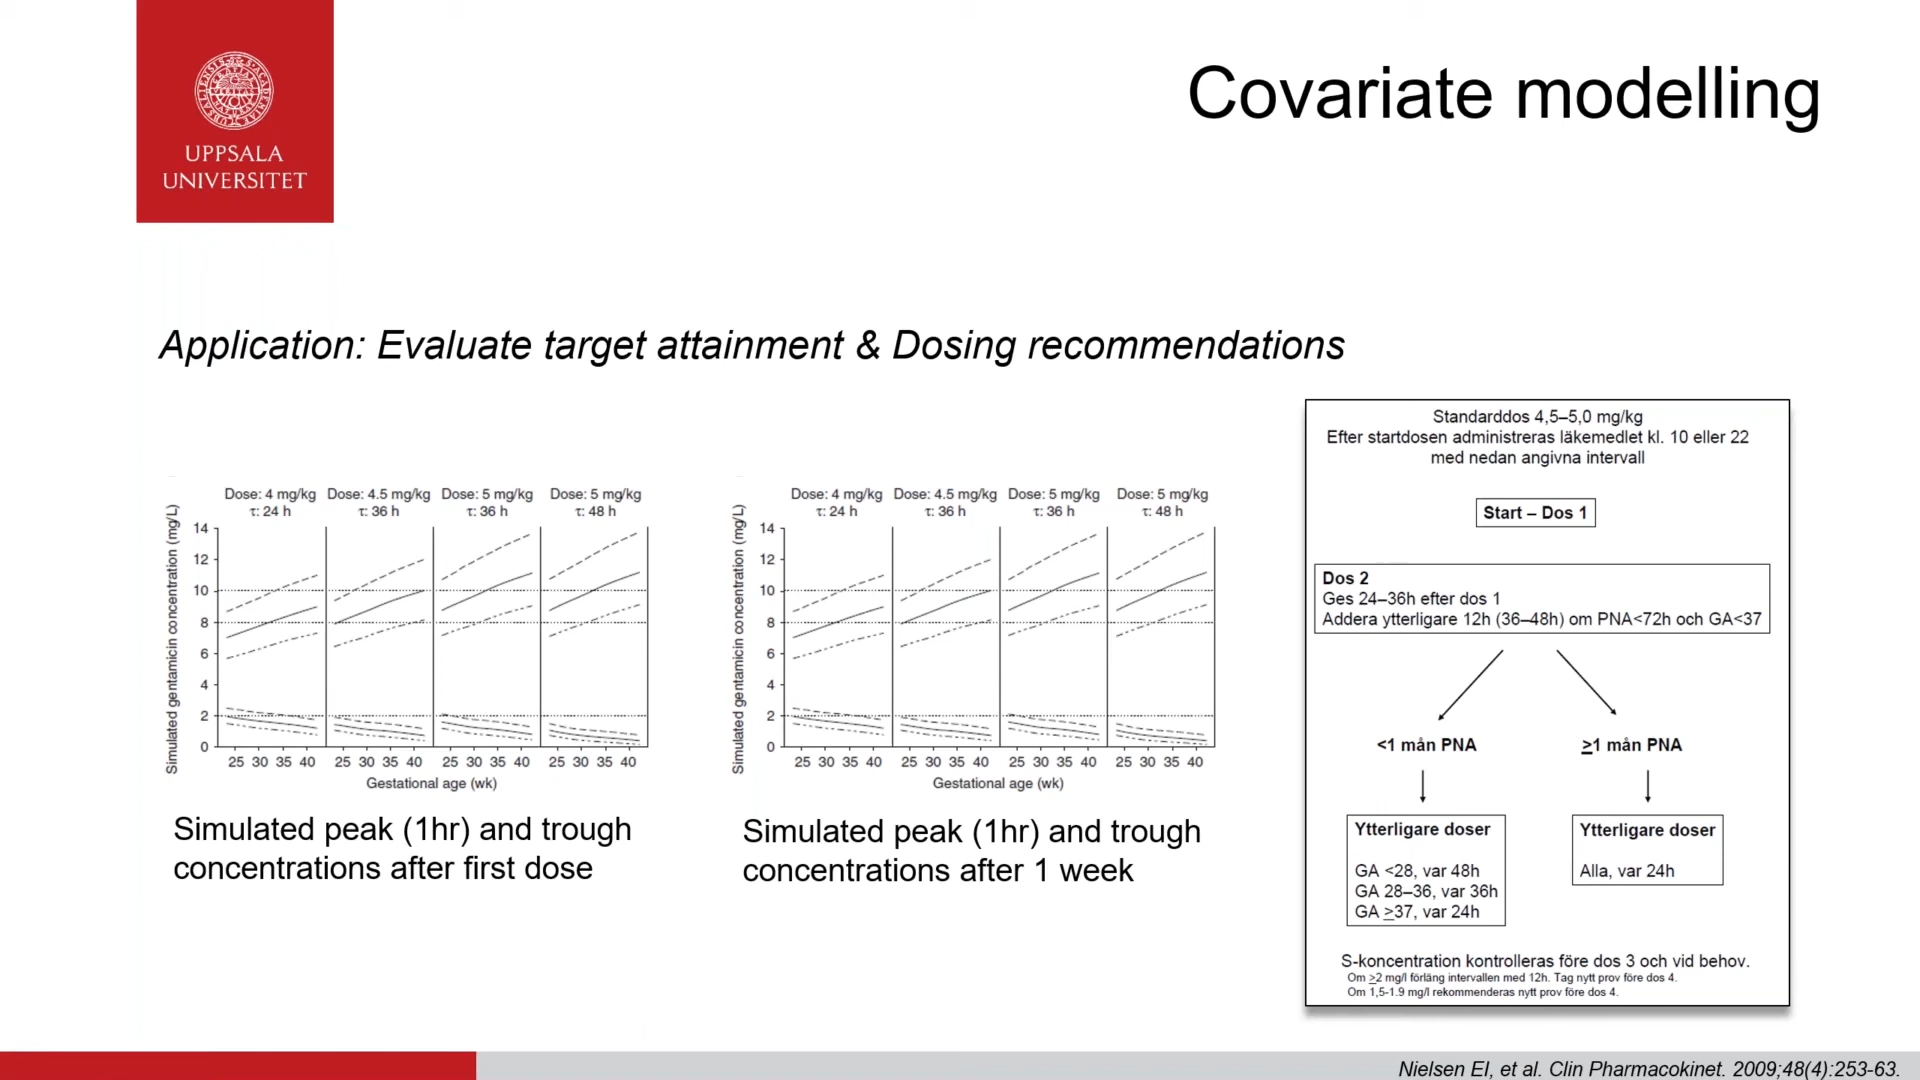 UPPSALA
UNIVERSITET
Covariate modelling
Application: Evaluate target attainment & Dosing recommendations
Dose: 4 mg/kg Dose: 4.5 mg/kg Dose: 5 mg/kg Dose: 5 mg/kg
τ: 24 h τ: 36 h τ: 36 h τ: 48 h
Simulated gentamicin concentration (mg/L)
14
12
10
8
6
4
2
0
25 30 35 40 25 30 35 40 25 30 35 40 25 30 35 40
Gestational age (wk)
Simulated peak (1hr) and trough
concentrations after first dose
Dose: 4 mg/kg Dose: 4.5 mg/kg Dose: 5 mg/kg Dose: 5 mg/kg
τ: 24 h τ: 36 h τ: 36 h τ: 48 h
Simulated gentamicin concentration (mg/L)
14
12
10
8
6
4
2
0
25 30 35 40 25 30 35 40 25 30 35 40 25 30 35 40
Gestational age (wk)
Simulated peak (1hr) and trough
concentrations after 1 week
Standarddos 4,5–5,0 mg/kg
Efter startdosen administreras läkemedlet kl. 10 eller 22
med nedan angivna intervall
Start – Dos 1
Dos 2
Ges 24–36h efter dos 1
Addera ytterligare 12h (36–48h) om PNA<72h och GA<37
<1 mån PNA
≥1 mån PNA
Ytterligare doser
GA <28, var 48h
GA 28–36, var 36h
GA ≥37, var 24h
Ytterligare doser
Alla, var 24h
S-koncentration kontrolleras före dos 3 och vid behov.
Om ≥2 mg/l förläng intervallen med 12h. Tag nytt prov före dos 4.
Om 1,5-1.9 mg/l rekommenderas nytt prov före dos 4.
Nielsen EI, et al. Clin Pharmacokinet. 2009;48(4):253-63.